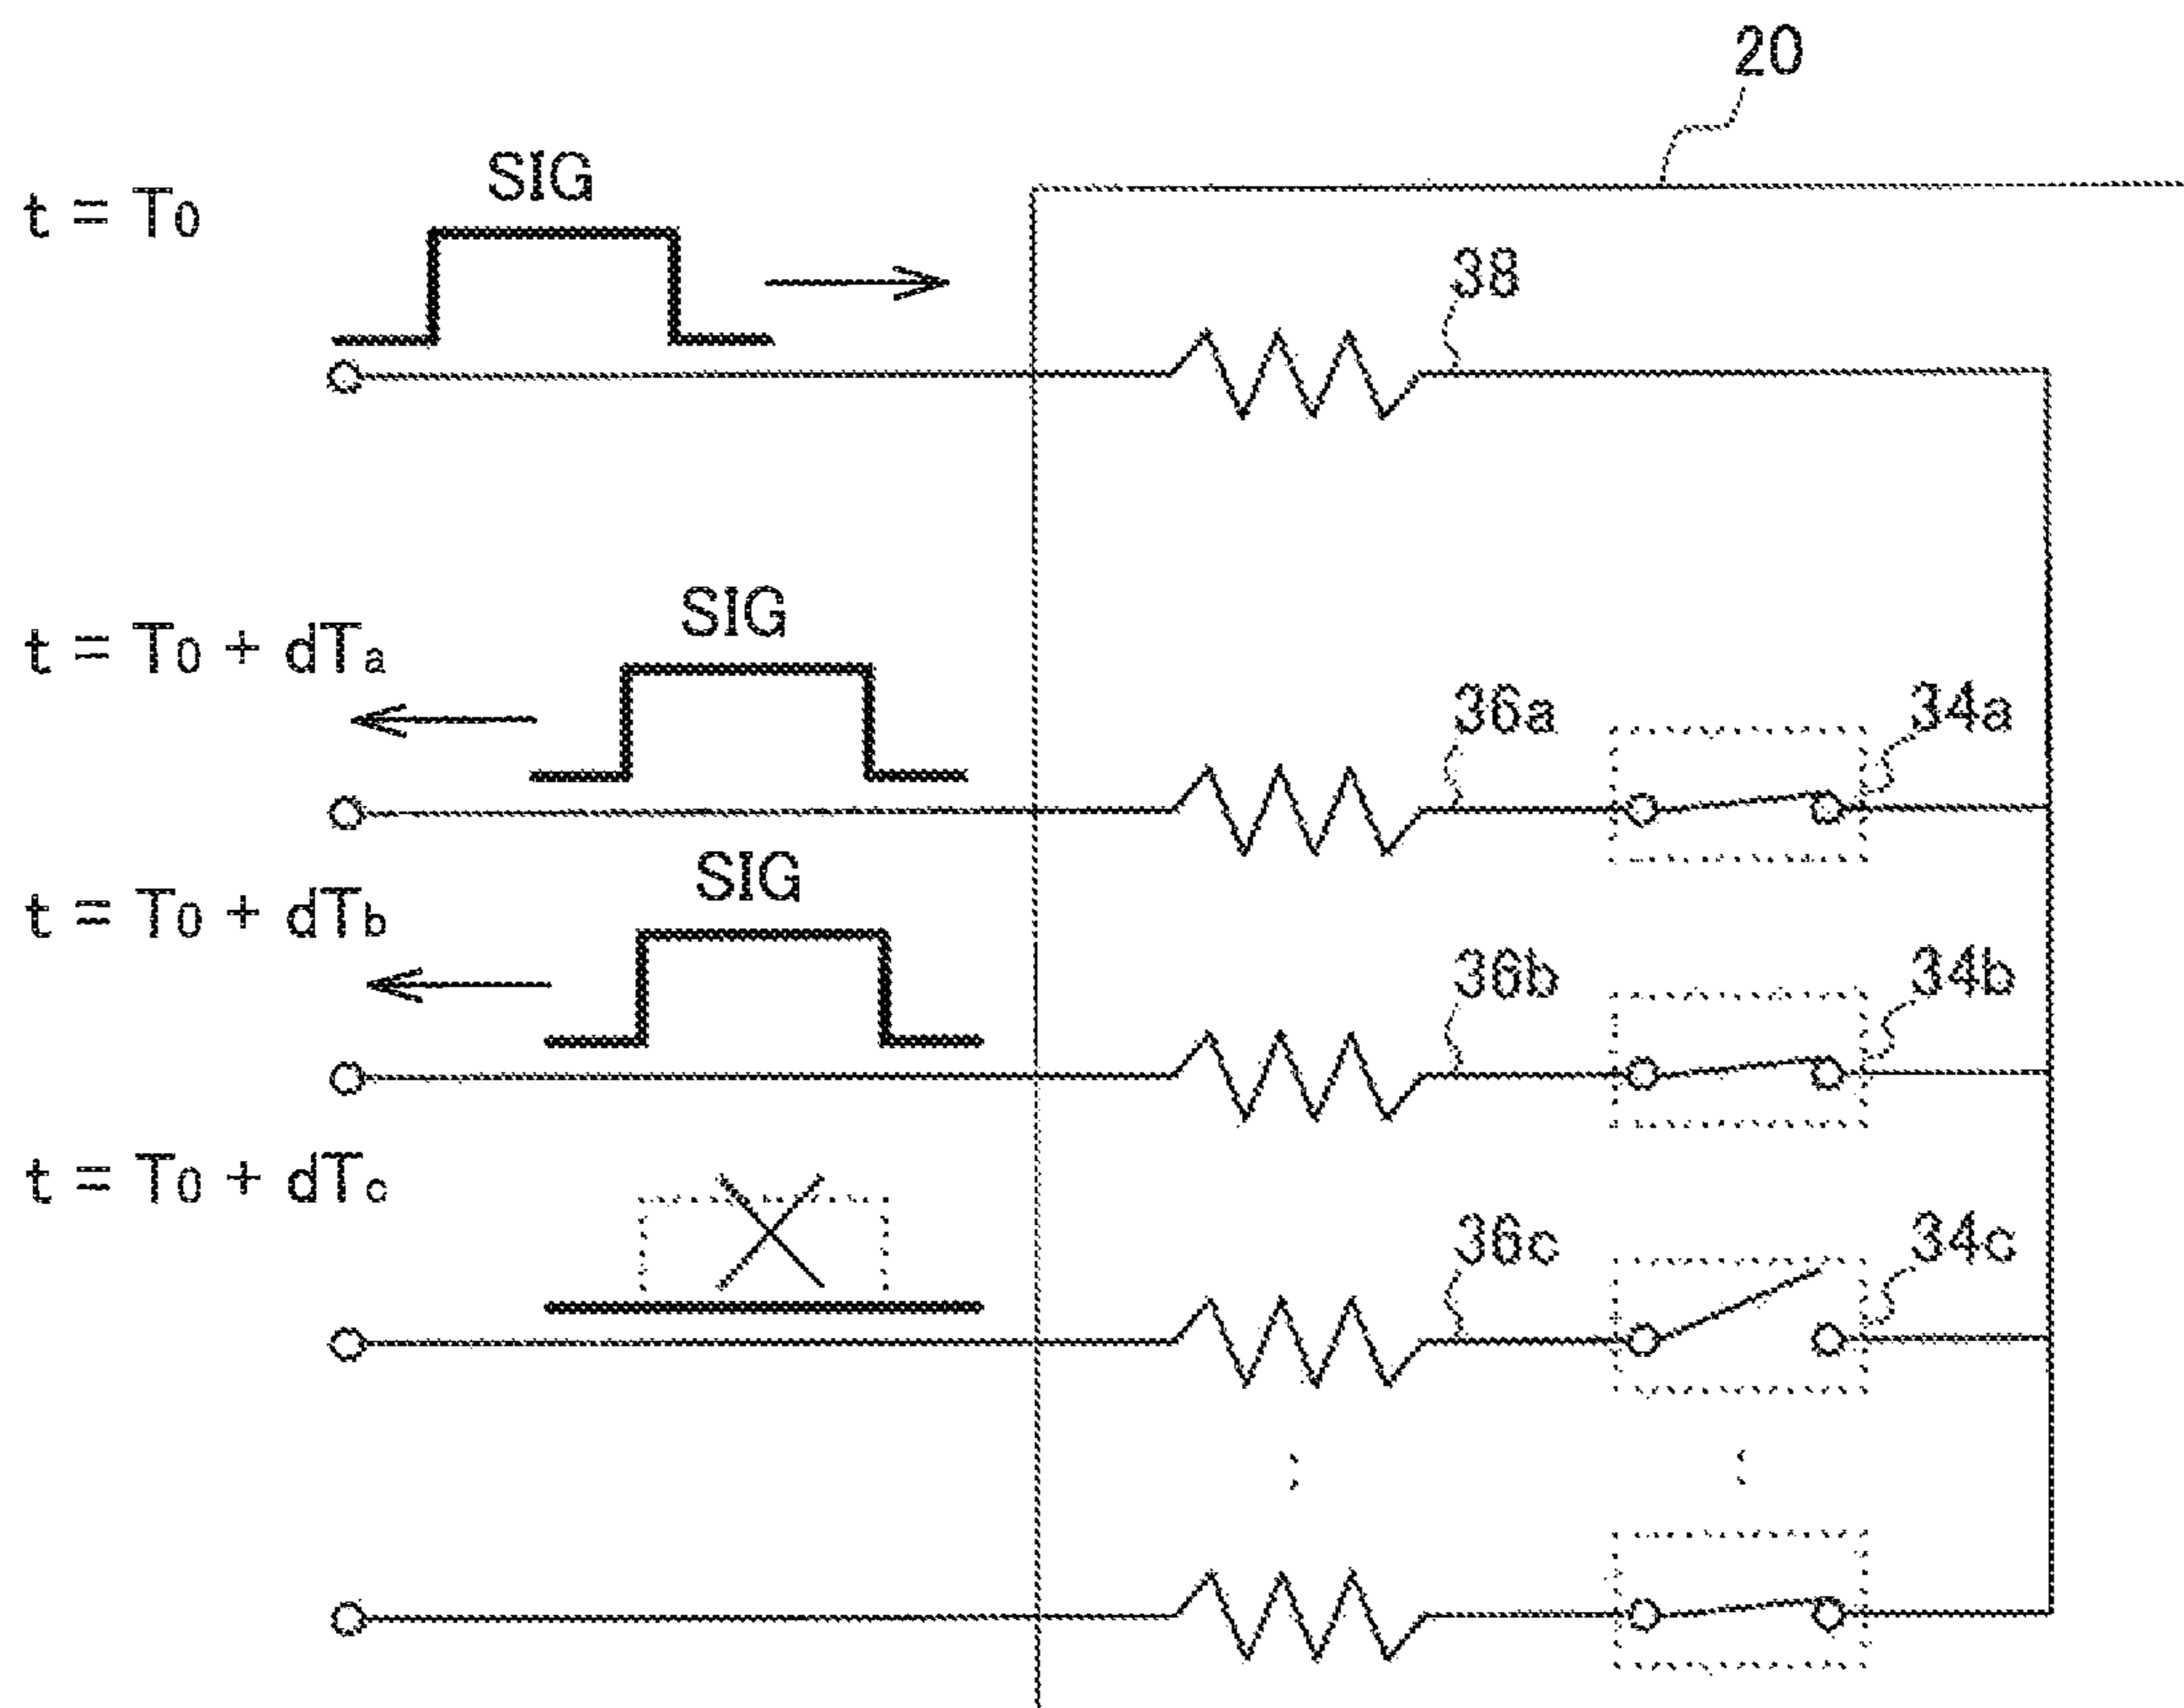 20
SIG
t = T0
38
SIG
t = T0 + dTa
36a
34a
SIG
t = T0 + dTb
36b
34b
t = T0 + dTc
36c
34c